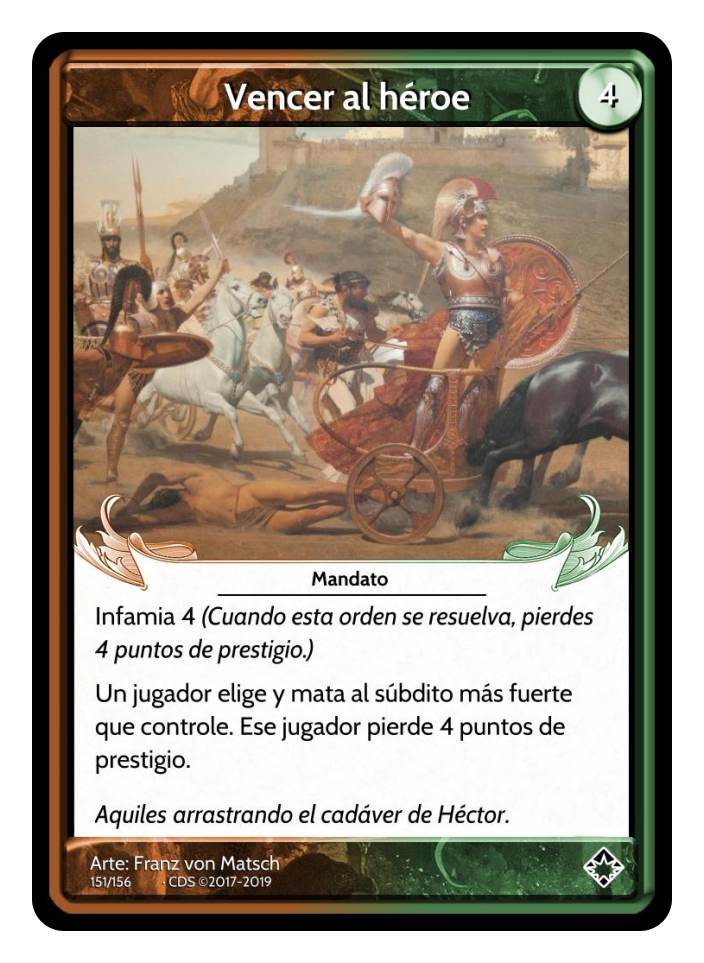 Vencer al héroe
4
Mandato
Infamia 4 (Cuando esta orden se resuelva, pierdes
4 puntos de prestigio.)
Un jugador elige y mata al súbdito más fuerte
que controle. Ese jugador pierde 4 puntos de
prestigio.
Aquiles arrastrando el cadáver de Héctor.
Arte: Franz von Matsch
151/156 · CDS ©2017-2019